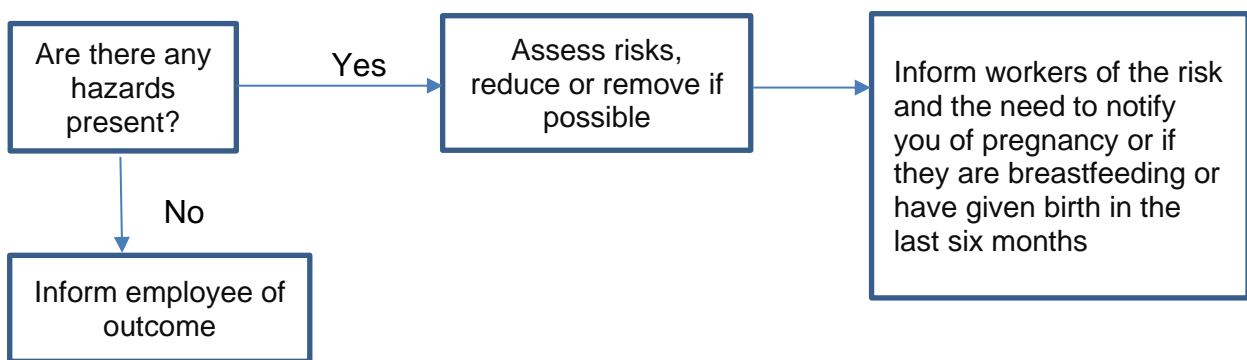 Are there any
hazards
present?
Yes
Assess risks,
reduce or remove if
possible
Inform workers of the risk
and the need to notify
you of pregnancy or if
they are breastfeeding or
have given birth in the
last six months
No
Inform employee of
outcome